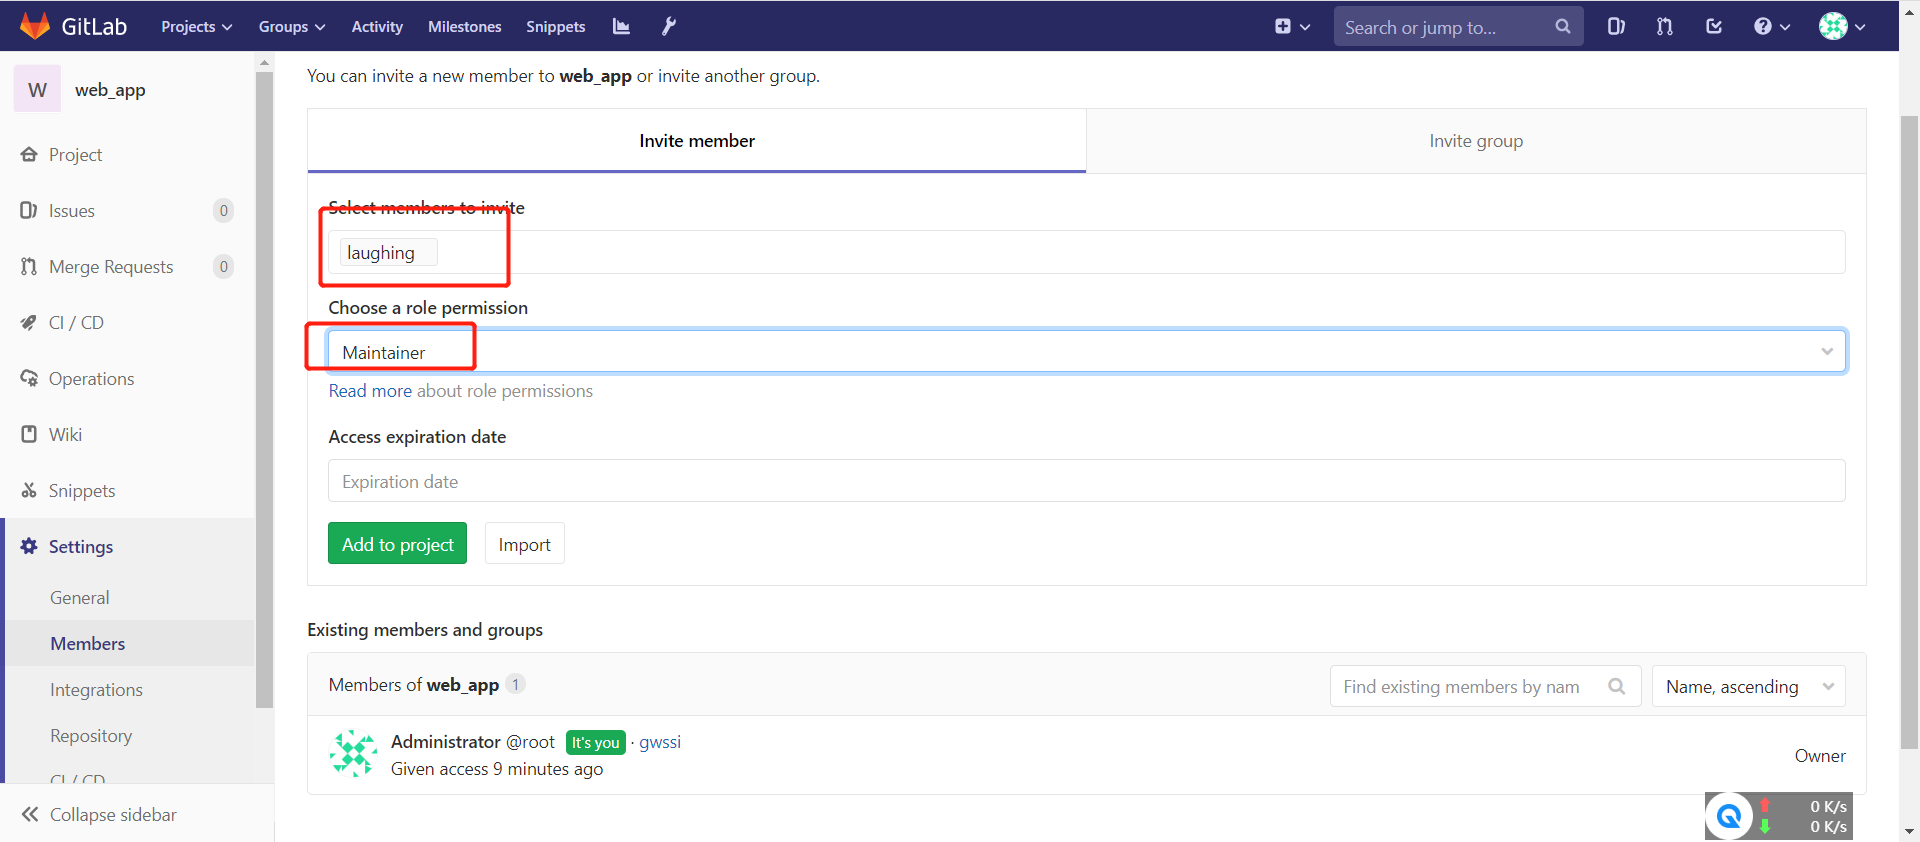 GitLab Projects Groups Activity Milestones Snippets Search or jump to...
W web_app
Project
Issues 0
Merge Requests 0
CI / CD
Operations
Wiki
Snippets
Settings
General
Members
Integrations
Repository
CI / CD
Collapse sidebar
You can invite a new member to web_app or invite another group.
Invite member Invite group
Select members to invite
laughing
Choose a role permission
Maintainer
Read more about role permissions
Access expiration date
Expiration date
Add to project Import
Existing members and groups
Members of web_app 1 Find existing members by nam Name, ascending
Administrator @root It's you · gwssi
Given access 9 minutes ago
Owner
0 K/s
0 K/s